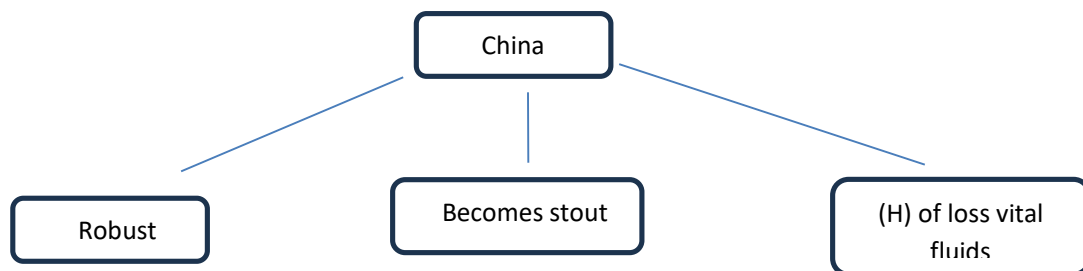 China
Robust
Becomes stout
(H) of loss vital
fluids